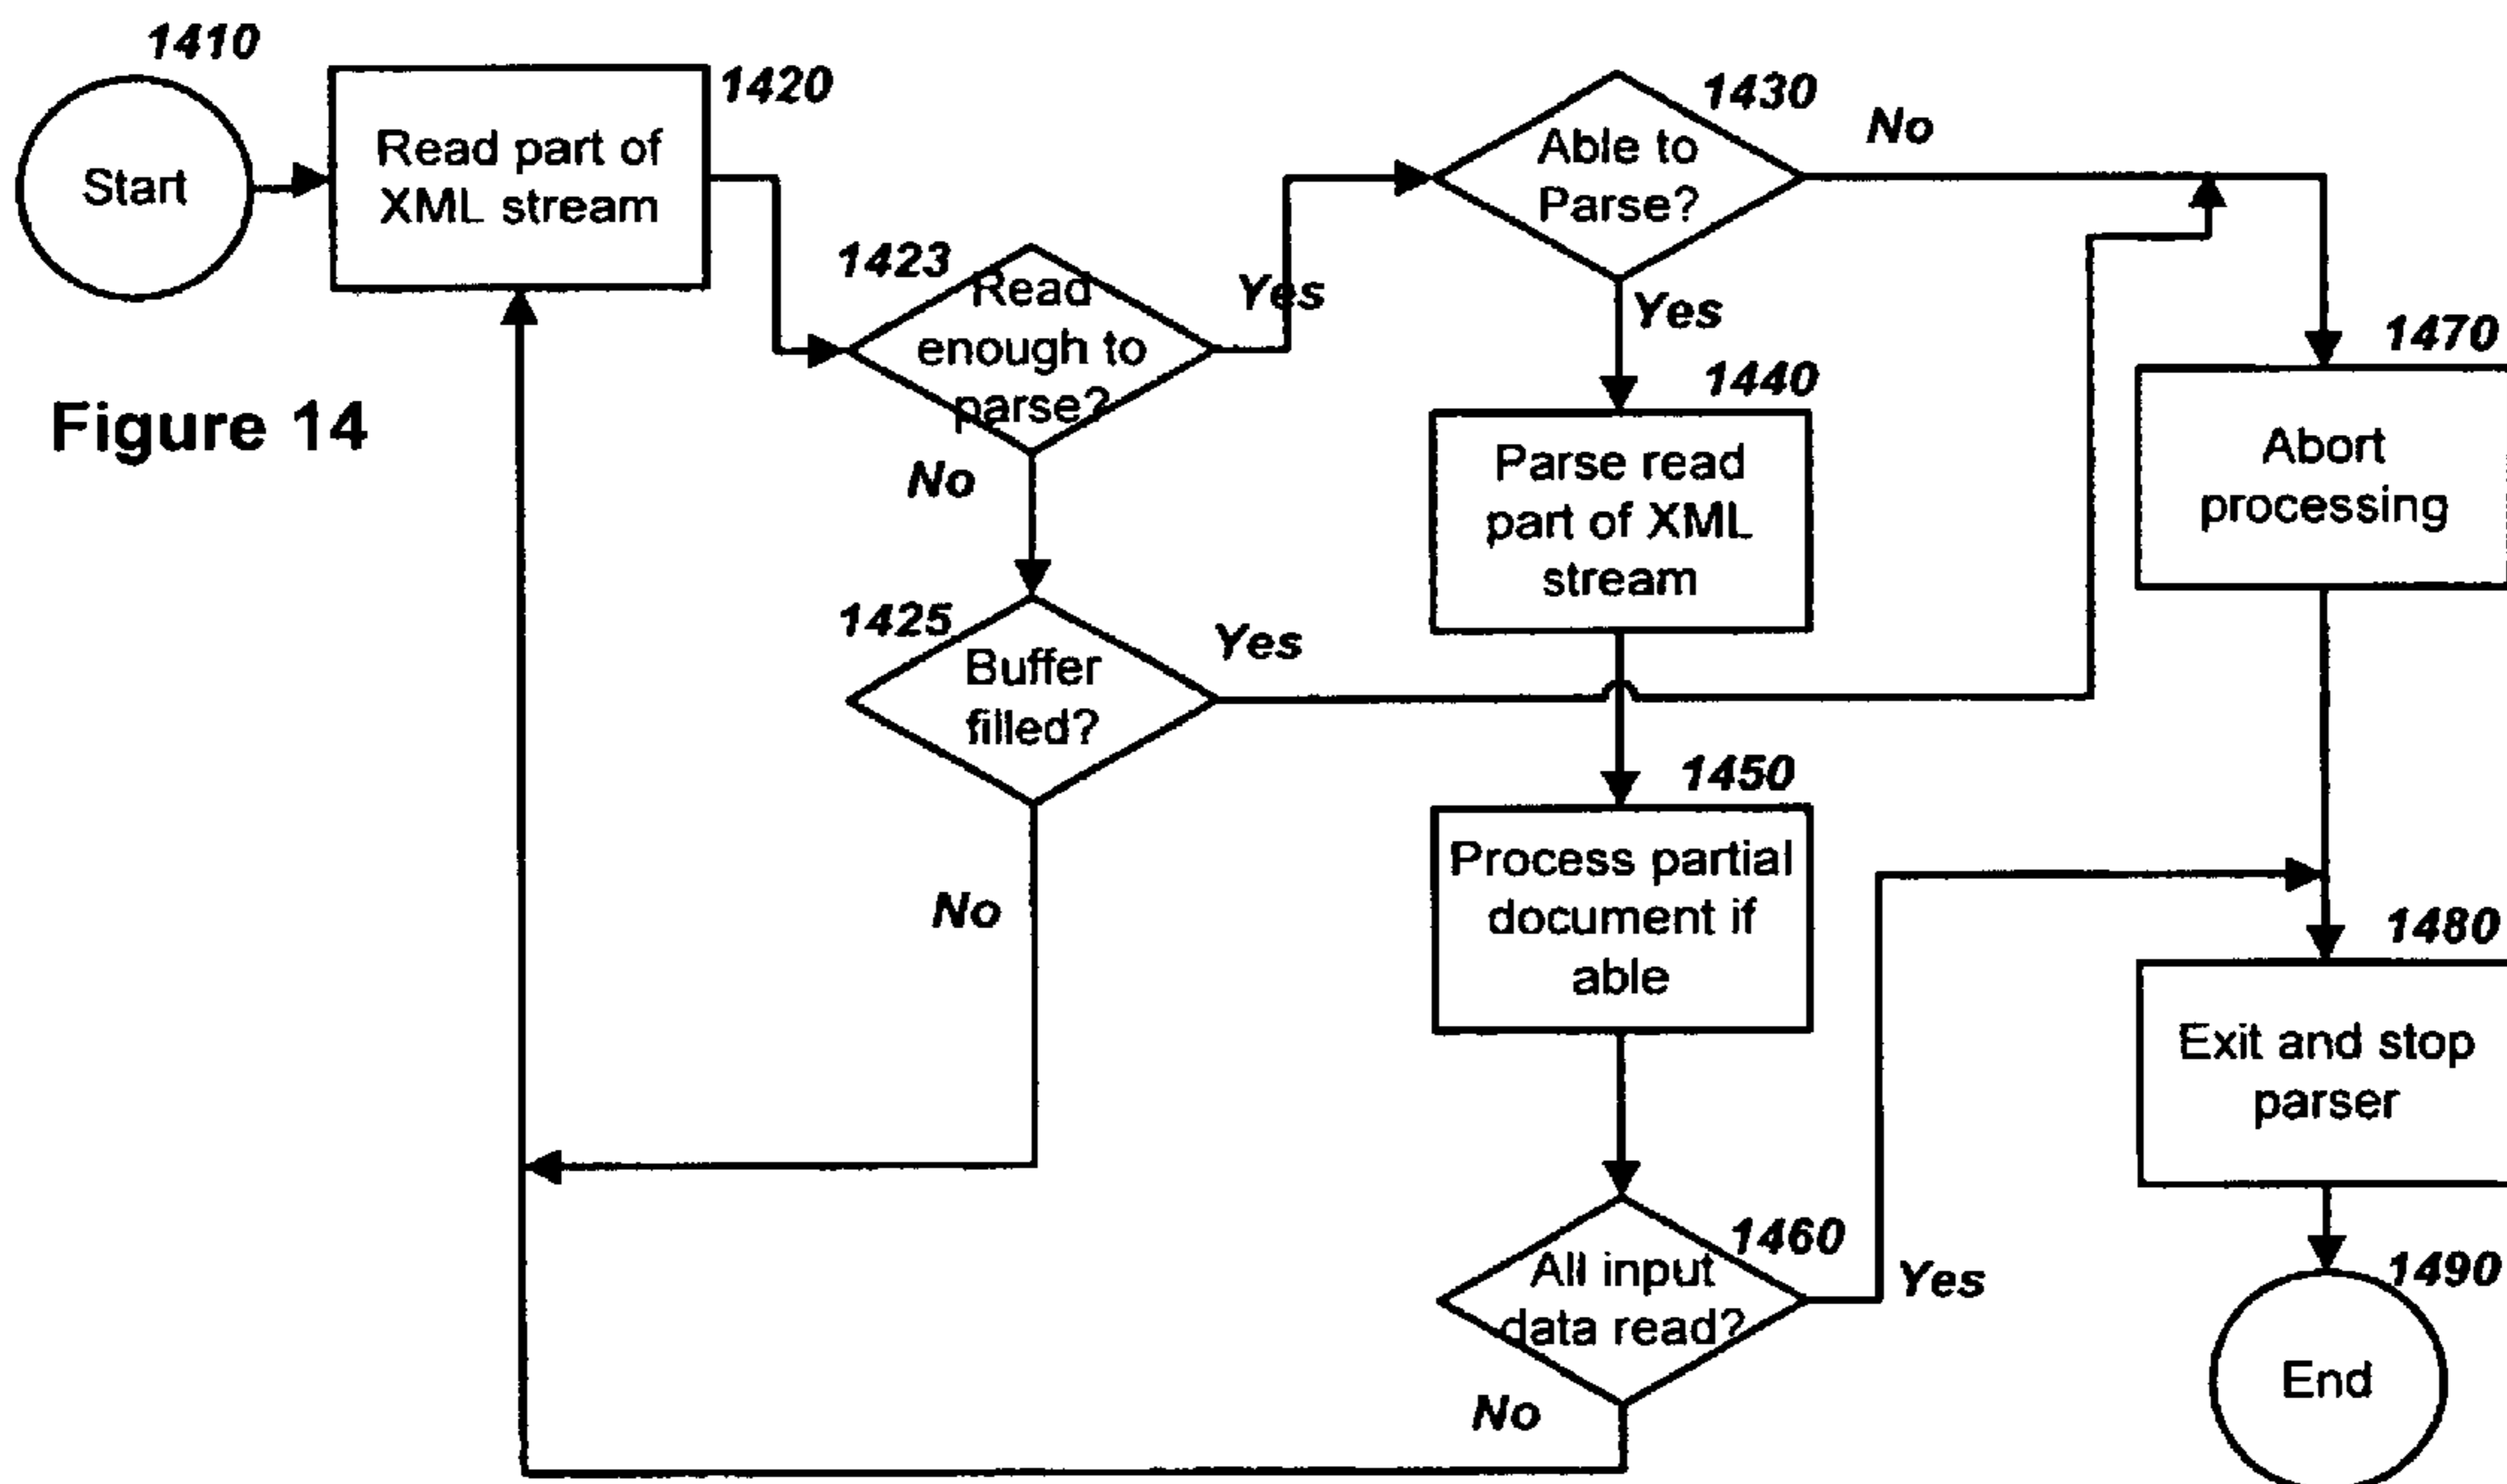 1410
Start
1420
Read part of
XML stream
1423
Read
enough to
parse?
Yes
No
1430
Able to
Parse?
No
Yes
Figure 14
1425
Buffer
filled?
Yes
No
1440
Parse read
part of XML
stream
1470
Abort
processing
1450
Process partial
document if
able
1460
All input
data read?
Yes
No
1480
Exit and stop
parser
1490
End